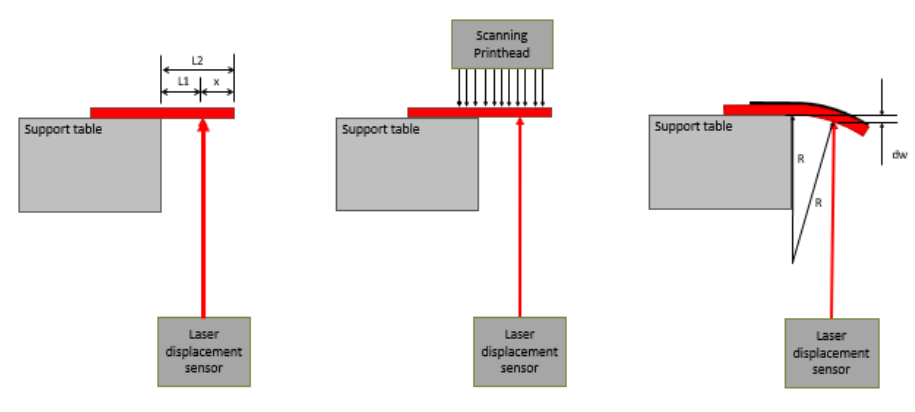 L2
L1
x
Support table
Laser
displacement
sensor
Scanning
Printhead
Support table
Laser
displacement
sensor
Support table
R
R
dw
Laser
displacement
sensor